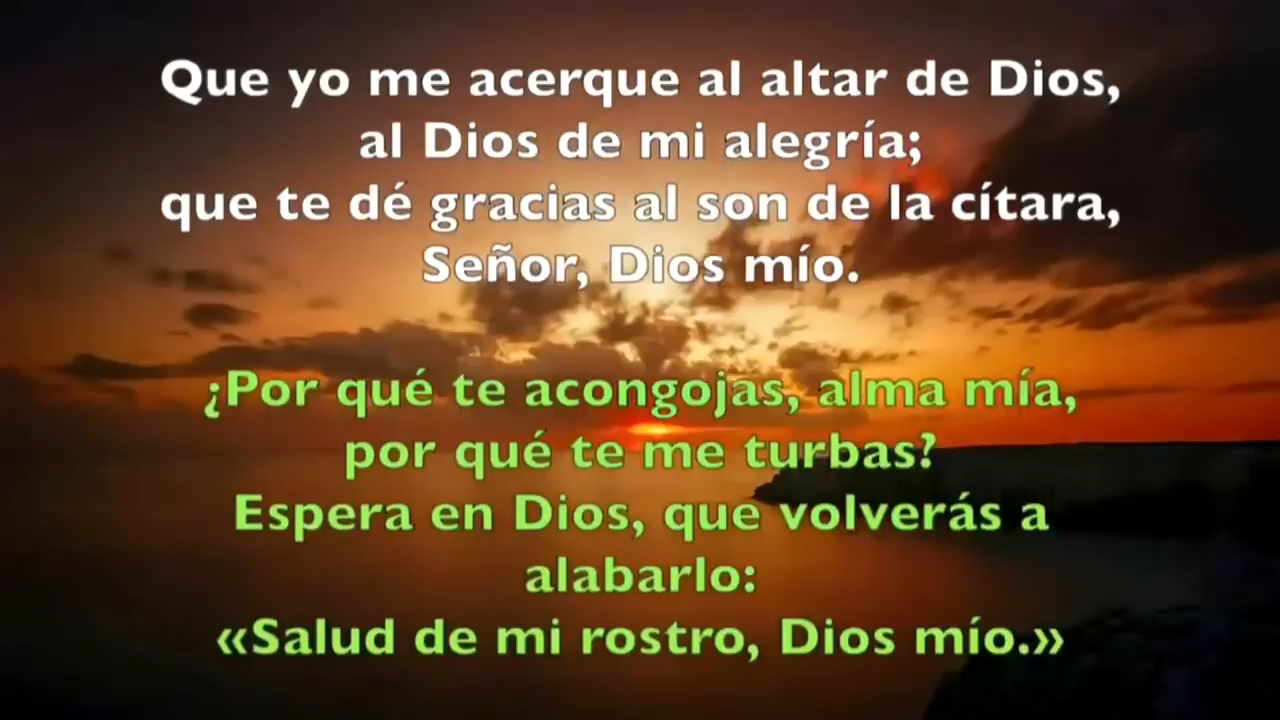 Que yo me acerque al altar de Dios,
al Dios de mi alegría;
que te dé gracias al son de la cítara,
Señor, Dios mío.
¿Por qué te acongojas, alma mía,
por qué te me turbas?
Espera en Dios, que volverás a
alabarlo:
«Salud de mi rostro, Dios mío.»